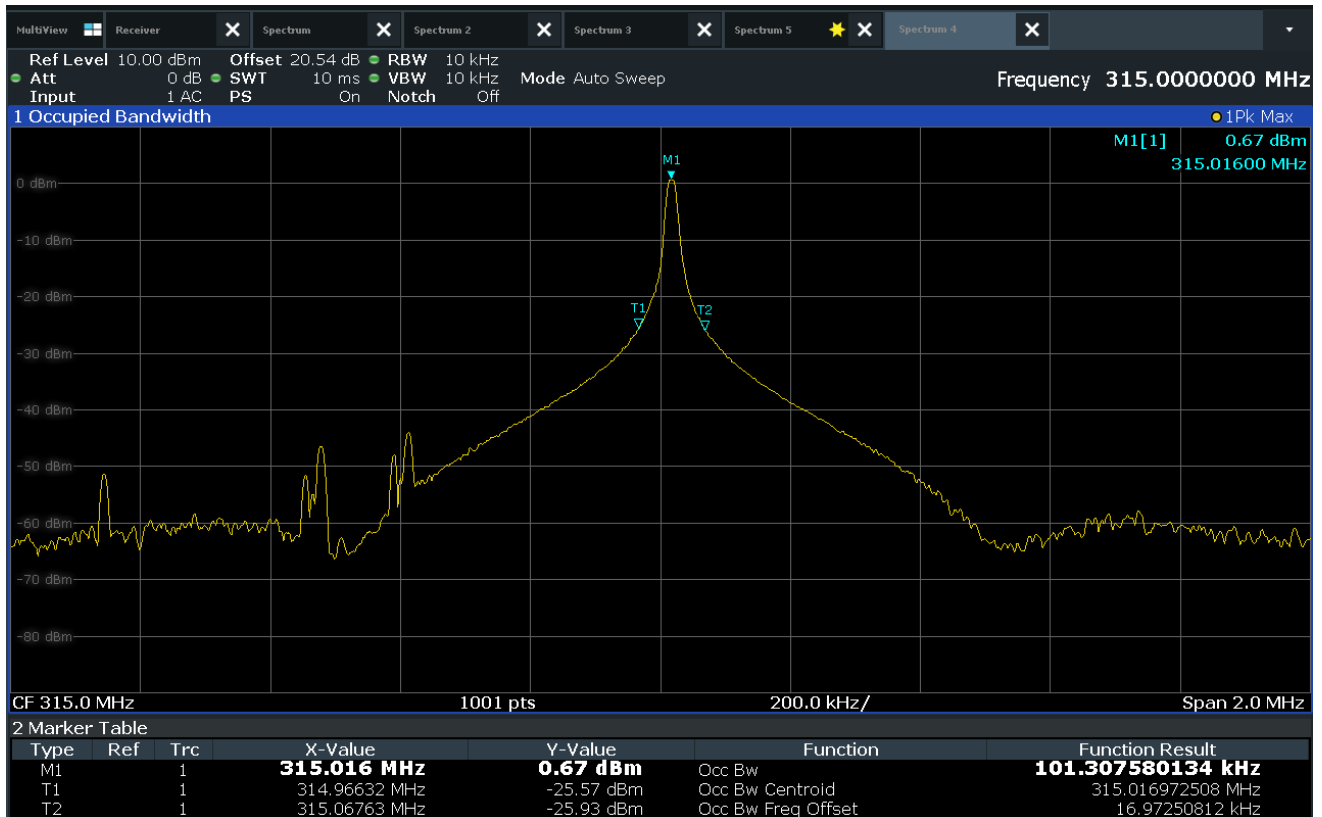 MultiView Receiver Spectrum Spectrum 2 Spectrum 3 Spectrum 5 Spectrum 4
Ref Level 10.00 dBm Offset 20.54 dB RBW 10 kHz
Att 0 dB SWT 10 ms VBW 10 kHz Mode Auto Sweep Frequency 315.0000000 MHz
Input 1 AC PS On Notch Off
1 Occupied Bandwidth 1Pk Max
M1[1] 0.67 dBm
315.01600 MHz
M1
0 dBm
-10 dBm
-20 dBm
T1 T2
-30 dBm
-40 dBm
-50 dBm
-60 dBm
-70 dBm
-80 dBm
CF 315.0 MHz 1001 pts 200.0 kHz/ Span 2.0 MHz
2 Marker Table
Type Ref Trc X-Value Y-Value Function Function Result
M1 1 315.016 MHz 0.67 dBm Occ Bw 101.307580134 kHz
T1 1 314.96632 MHz -25.57 dBm Occ Bw Centroid 315.016972508 MHz
T2 1 315.06763 MHz -25.93 dBm Occ Bw Freq Offset 16.97250812 kHz